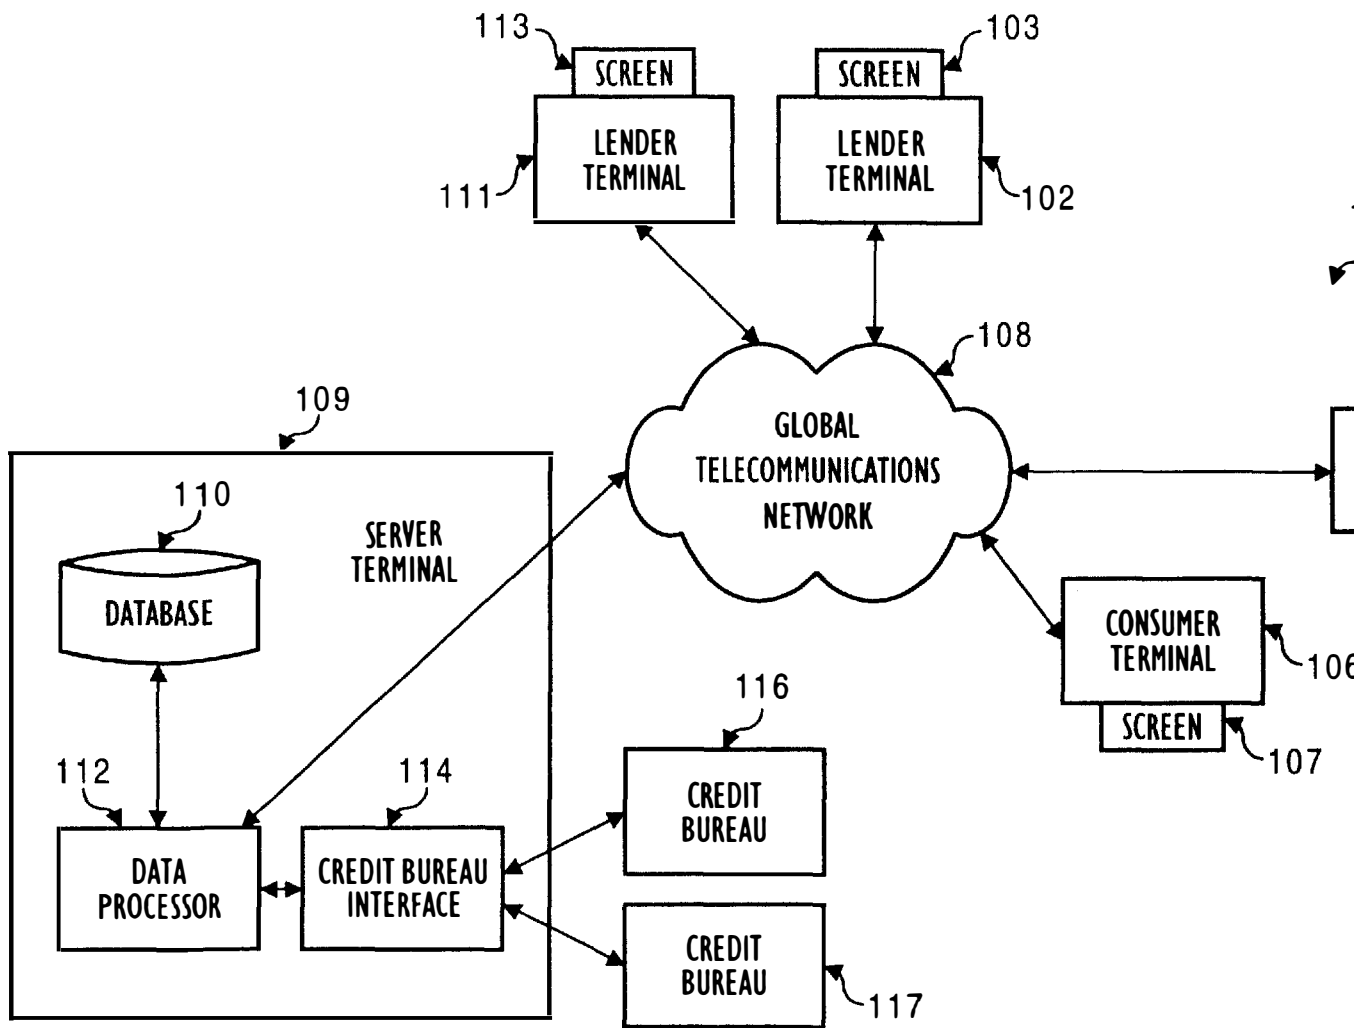 113
SCREEN
103
SCREEN
LENDER
TERMINAL
111
LENDER
TERMINAL
102
108
GLOBAL
TELECOMMUNICATIONS
NETWORK
109
110
SERVER
TERMINAL
DATABASE
CONSUMER
TERMINAL
106
SCREEN
107
116
CREDIT
BUREAU
112
114
DATA
PROCESSOR
CREDIT BUREAU
INTERFACE
CREDIT
BUREAU
117